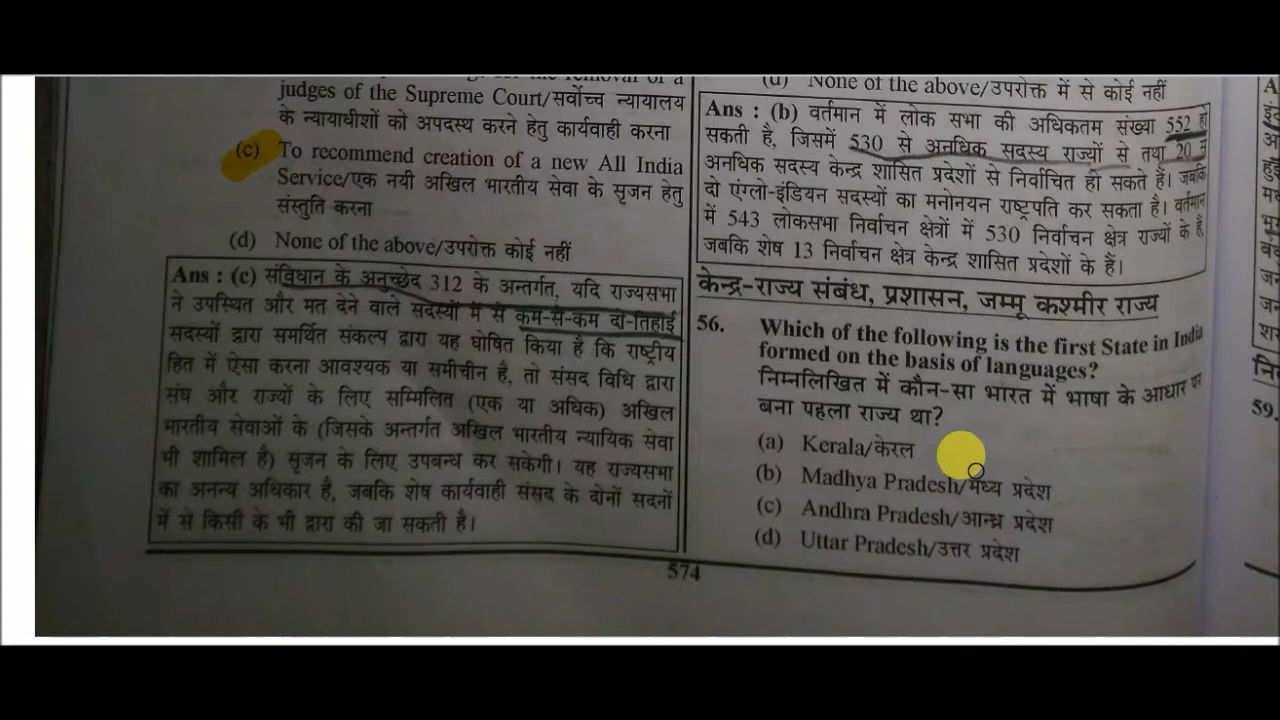 judges of the Supreme Court/सर्वोच्च न्यायालय
के न्यायाधीशों को अपदस्थ करने हेतु कार्यवाही करना
(c) To recommend creation of a new All India
Service/एक नयी अखिल भारतीय सेवा के सृजन हेतु
संस्तुति करना
(d) None of the above/उपरोक्त कोई नहीं
Ans : (c) संविधान के अनुच्छेद 312 के अन्तर्गत, यदि राज्यसभा
ने उपस्थित और मत देने वाले सदस्यों में से कम-से-कम दो-तिहाई
सदस्यों द्वारा समर्थित संकल्प द्वारा यह घोषित किया है कि राष्ट्रीय
हित में ऐसा करना आवश्यक या समीचीन है, तो संसद विधि द्वारा
संघ और राज्यों के लिए सम्मिलित (एक या अधिक) अखिल
भारतीय सेवाओं के (जिसके अन्तर्गत अखिल भारतीय न्यायिक सेवा
भी शामिल है) सृजन के लिए उपबन्ध कर सकेगी। यह राज्यसभा
का अनन्य अधिकार है, जबकि शेष कार्यवाही संसद के दोनों सदनों
में से किसी के भी द्वारा की जा सकती है।
(d) None of the above/उपरोक्त में से कोई नहीं
Ans : (b) वर्तमान में लोक सभा की अधिकतम संख्या 552 हो
सकती है, जिसमें 530 से अनधिक सदस्य राज्यों से तथा 20 से
अनधिक सदस्य केन्द्र शासित प्रदेशों से निर्वाचित हो सकते हैं। जबकि
दो एंग्लो-इंडियन सदस्यों का मनोनयन राष्ट्रपति कर सकता है। वर्तमान
में 543 लोकसभा निर्वाचन क्षेत्रों में 530 निर्वाचन क्षेत्र राज्यों के हैं,
जबकि शेष 13 निर्वाचन क्षेत्र केन्द्र शासित प्रदेशों के हैं।
केन्द्र-राज्य संबंध, प्रशासन, जम्मू कश्मीर राज्य
56. Which of the following is the first State in India
formed on the basis of languages?
निम्नलिखित में कौन-सा भारत में भाषा के आधार पर
बना पहला राज्य था?
(a) Kerala/केरल
(b) Madhya Pradesh/मध्य प्रदेश
(c) Andhra Pradesh/आन्ध्र प्रदेश
(d) Uttar Pradesh/उत्तर प्रदेश
574
59.